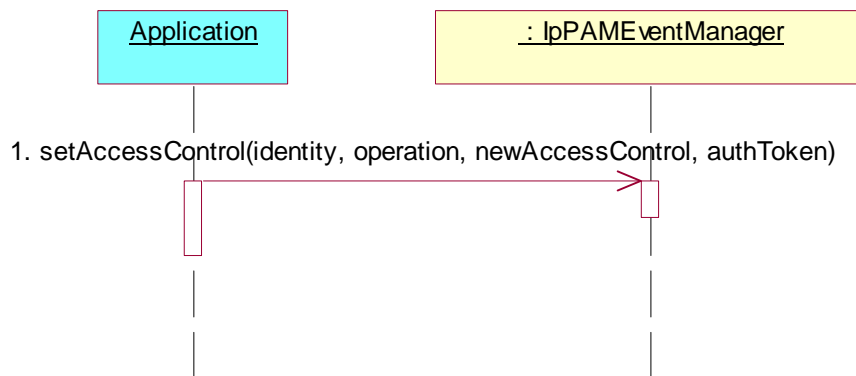 Application
: IpPAMEventManager
1. setAccessControl(identity, operation, newAccessControl, authToken)